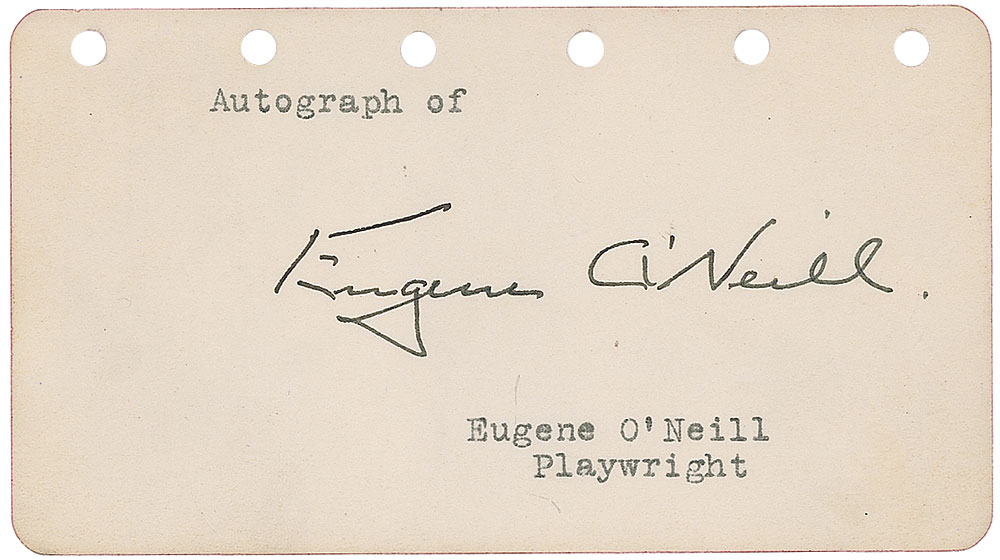 Autograph of
Eugene O'Neill.
Eugene O'Neill
Playwright